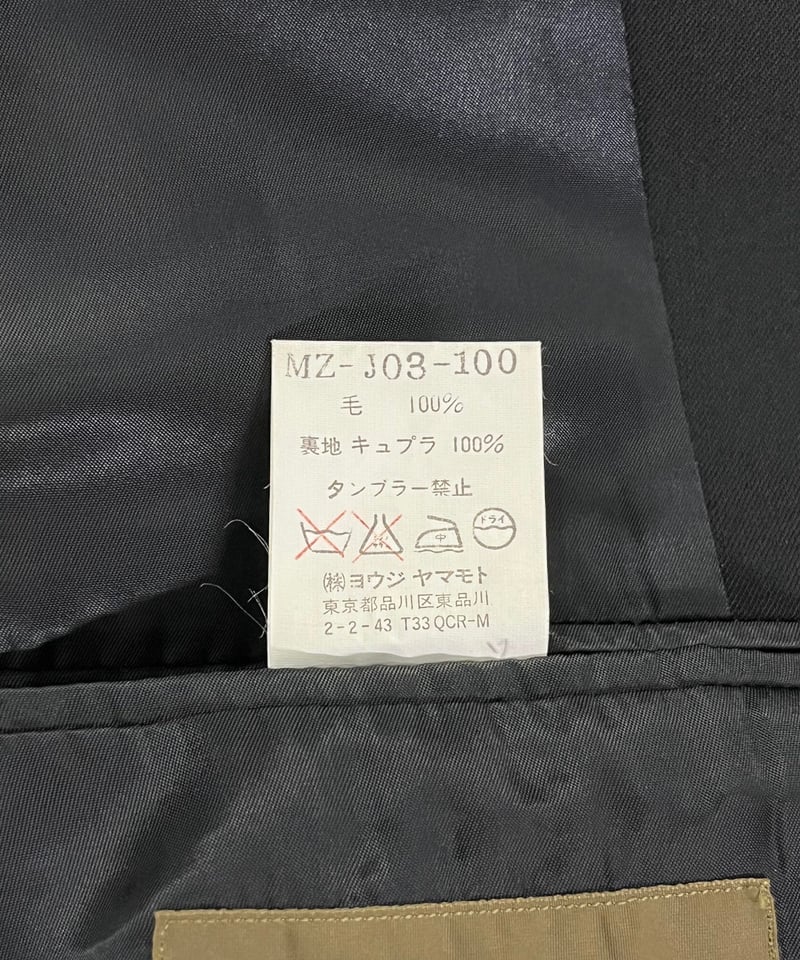 MZ-J03-100
毛 100%
裏地 キュプラ 100%
タンブラー禁止
中 ドライ
(株)ヨウジ ヤマモト
東京都品川区東品川
2-2-43 T33QCR-M